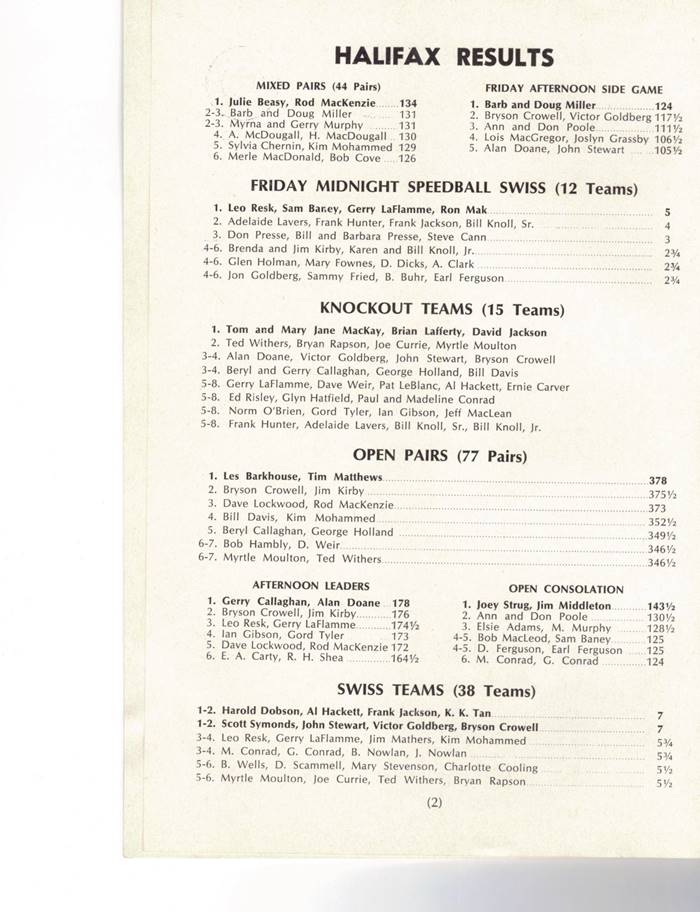 HALIFAX RESULTS
MIXED PAIRS (44 Pairs)
1. Julie Beasy, Rod MacKenzie 134
2-3. Barb and Doug Miller 131
2-3. Myrna and Gerry Murphy 131
4. A. McDougall, H. MacDougall 130
5. Sylvia Chernin, Kim Mohammed 129
6. Merle MacDonald, Bob Cove 126
FRIDAY AFTERNOON SIDE GAME
1. Barb and Doug Miller 124
2. Bryson Crowell, Victor Goldberg 117½
3. Ann and Don Poole 111½
4. Lois MacGregor, Joslyn Grassby 106½
5. Alan Doane, John Stewart 105½
FRIDAY MIDNIGHT SPEEDBALL SWISS (12 Teams)
1. Leo Resk, Sam Baney, Gerry LaFlamme, Ron Mak 5
2. Adelaide Lavers, Frank Hunter, Frank Jackson, Bill Knoll, Sr. 4
3. Don Presse, Bill and Barbara Presse, Steve Cann 3
4-6. Brenda and Jim Kirby, Karen and Bill Knoll, Jr. 2¾
4-6. Glen Holman, Mary Fownes, D. Dicks, A. Clark 2¾
4-6. Jon Goldberg, Sammy Fried, B. Buhr, Earl Ferguson 2¾
KNOCKOUT TEAMS (15 Teams)
1. Tom and Mary Jane MacKay, Brian Lafferty, David Jackson
2. Ted Withers, Bryan Rapson, Joe Currie, Myrtle Moulton
3-4. Alan Doane, Victor Goldberg, John Stewart, Bryson Crowell
3-4. Beryl and Gerry Callaghan, George Holland, Bill Davis
5-8. Gerry LaFlamme, Dave Weir, Pat LeBlanc, Al Hackett, Ernie Carver
5-8. Ed Risley, Glyn Hatfield, Paul and Madeline Conrad
5-8. Norm O'Brien, Gord Tyler, Ian Gibson, Jeff MacLean
5-8. Frank Hunter, Adelaide Lavers, Bill Knoll, Sr., Bill Knoll, Jr.
OPEN PAIRS (77 Pairs)
1. Les Barkhouse, Tim Matthews 378
2. Bryson Crowell, Jim Kirby 375½
3. Dave Lockwood, Rod MacKenzie 373
4. Bill Davis, Kim Mohammed 352½
5. Beryl Callaghan, George Holland 349½
6-7. Bob Hambly, D. Weir 346½
6-7. Myrtle Moulton, Ted Withers 346½
AFTERNOON LEADERS
1. Gerry Callaghan, Alan Doane 178
2. Bryson Crowell, Jim Kirby 176
3. Leo Resk, Gerry LaFlamme 174½
4. Ian Gibson, Gord Tyler 173
5. Dave Lockwood, Rod MacKenzie 172
6. E. A. Carty, R. H. Shea 164½
OPEN CONSOLATION
1. Joey Strug, Jim Middleton 143½
2. Ann and Don Poole 130½
3. Elsie Adams, M. Murphy 128½
4-5. Bob MacLeod, Sam Baney 125
4-5. D. Ferguson, Earl Ferguson 125
6. M. Conrad, G. Conrad 124
SWISS TEAMS (38 Teams)
1-2. Harold Dobson, Al Hackett, Frank Jackson, K. K. Tan 7
1-2. Scott Symonds, John Stewart, Victor Goldberg, Bryson Crowell 7
3-4. Leo Resk, Gerry LaFlamme, Jim Mathers, Kim Mohammed 5¾
3-4. M. Conrad, G. Conrad, B. Nowlan, J. Nowlan 5¾
5-6. B. Wells, D. Scammell, Mary Stevenson, Charlotte Cooling 5½
5-6. Myrtle Moulton, Joe Currie, Ted Withers, Bryan Rapson 5½
(2)